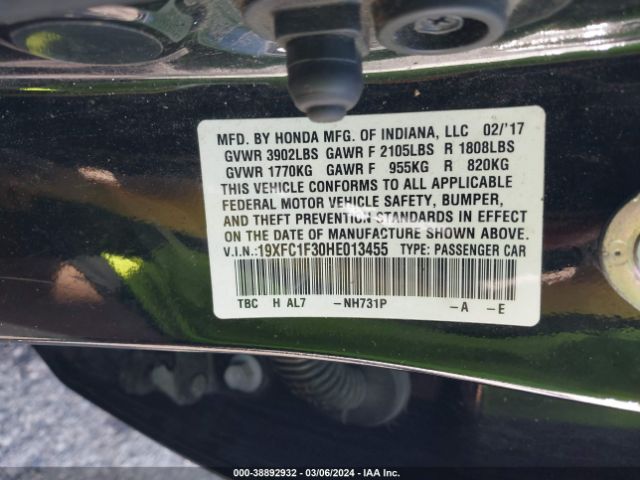 MFD. BY HONDA MFG. OF INDIANA, LLC 02/'17
GVWR 3902LBS GAWR F 2105LBS R 1808LBS
GVWR 1770KG GAWR F 955KG R 820KG
THIS VEHICLE CONFORMS TO ALL APPLICABLE
FEDERAL MOTOR VEHICLE SAFETY, BUMPER,
AND THEFT PREVENTION STANDARDS IN EFFECT
ON THE DATE OF MANUFACTURE SHOWN ABOVE.
V.I.N.:19XFC1F30HE013455 TYPE: PASSENGER CAR
TBC H AL7 -NH731P -A -E
000-38892932 - 03/06/2024 - IAA Inc.